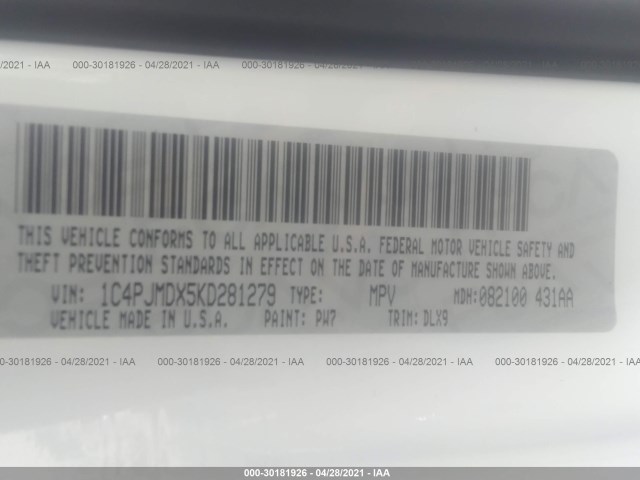 /2021 - IAA 000-30181926 - 04/28/2021 - IAA 000-30181926 - 04/28/2021 - IAA 000-30181926 - 04/28/2021 - IAA
THIS VEHICLE CONFORMS TO ALL APPLICABLE U.S.A. FEDERAL MOTOR VEHICLE SAFETY AND
THEFT PREVENTION STANDARDS IN EFFECT ON THE DATE OF MANUFACTURE SHOWN ABOVE.
VIN: 1C4PJMDX5KD281279 TYPE: MPV MDH:082100 431AA
VEHICLE MADE IN U.S.A. PAINT: PW7 TRIM: DLX9
000-30181926 - 04/28/2021 - IAA 000-30181926 - 04/28/2021 - IAA 000-30181926 - 04/28/2021 - IAA 000-30181926
000-30181926 - 04/28/2021 - IAA